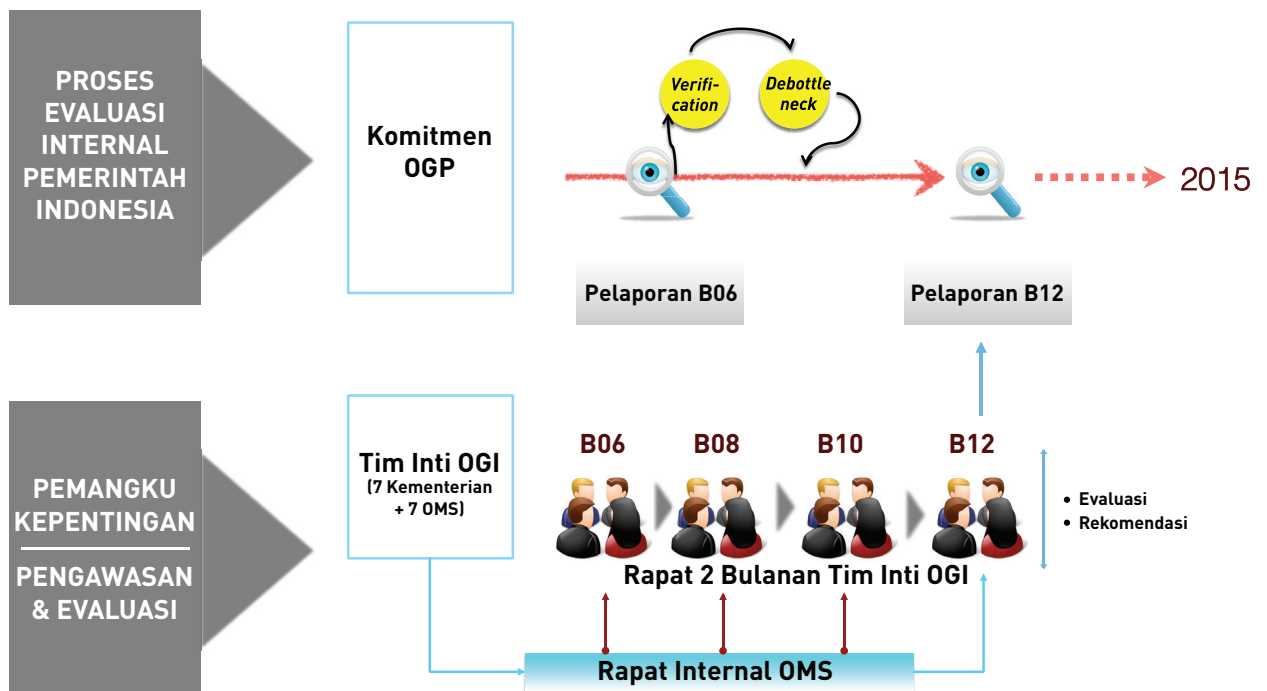 PROSES
EVALUASI
INTERNAL
PEMERINTAH
INDONESIA
Komitmen
OGP
Verifi-
cation
Debottle
neck
2015
Pelaporan B06
Pelaporan B12
PEMANGKU
KEPENTINGAN
PENGAWASAN
& EVALUASI
Tim Inti OGI
(7 Kementerian
+ 7 OMS)
B06
B08
B10
B12
• Evaluasi
• Rekomendasi
Rapat 2 Bulanan Tim Inti OGI
Rapat Internal OMS